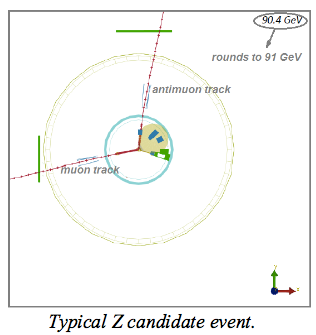 90.4 GeV
rounds to 91 GeV
antimuon track
muon track
y
x
Typical Z candidate event.